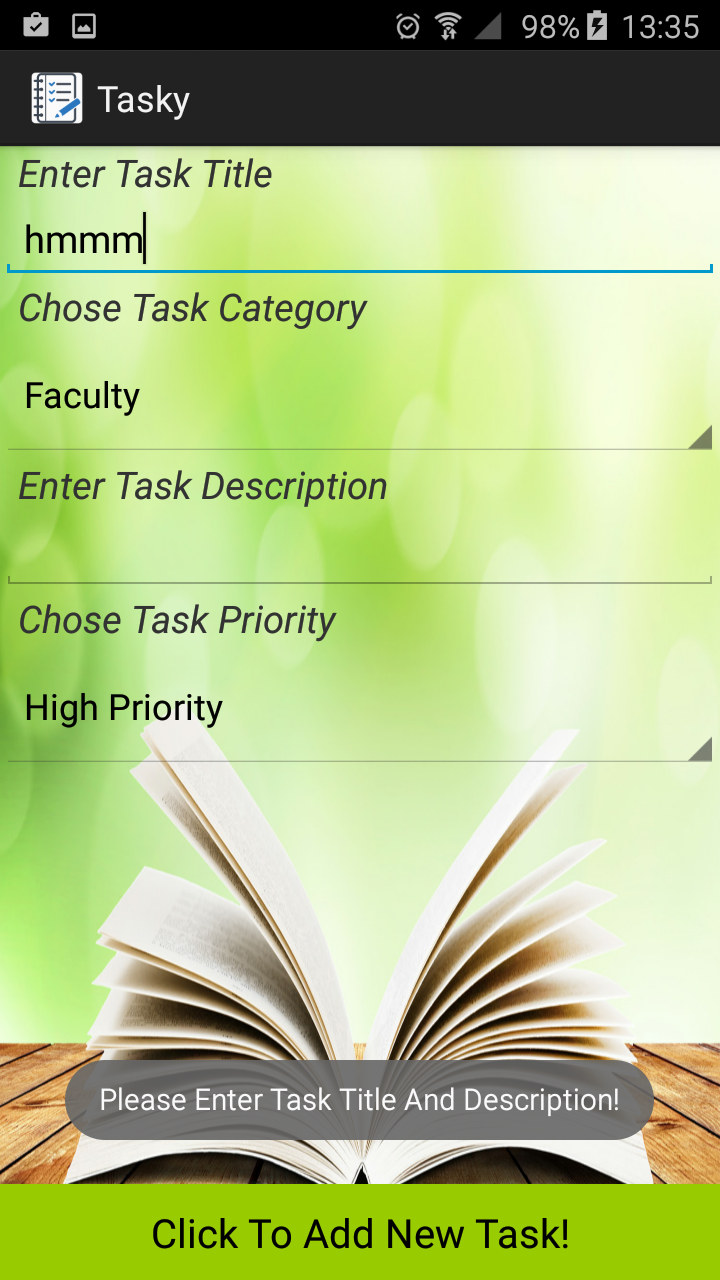 98% 13:35
Tasky
Enter Task Title
hmmm
Chose Task Category
Faculty
Enter Task Description
Chose Task Priority
High Priority
Please Enter Task Title And Description!
Click To Add New Task!